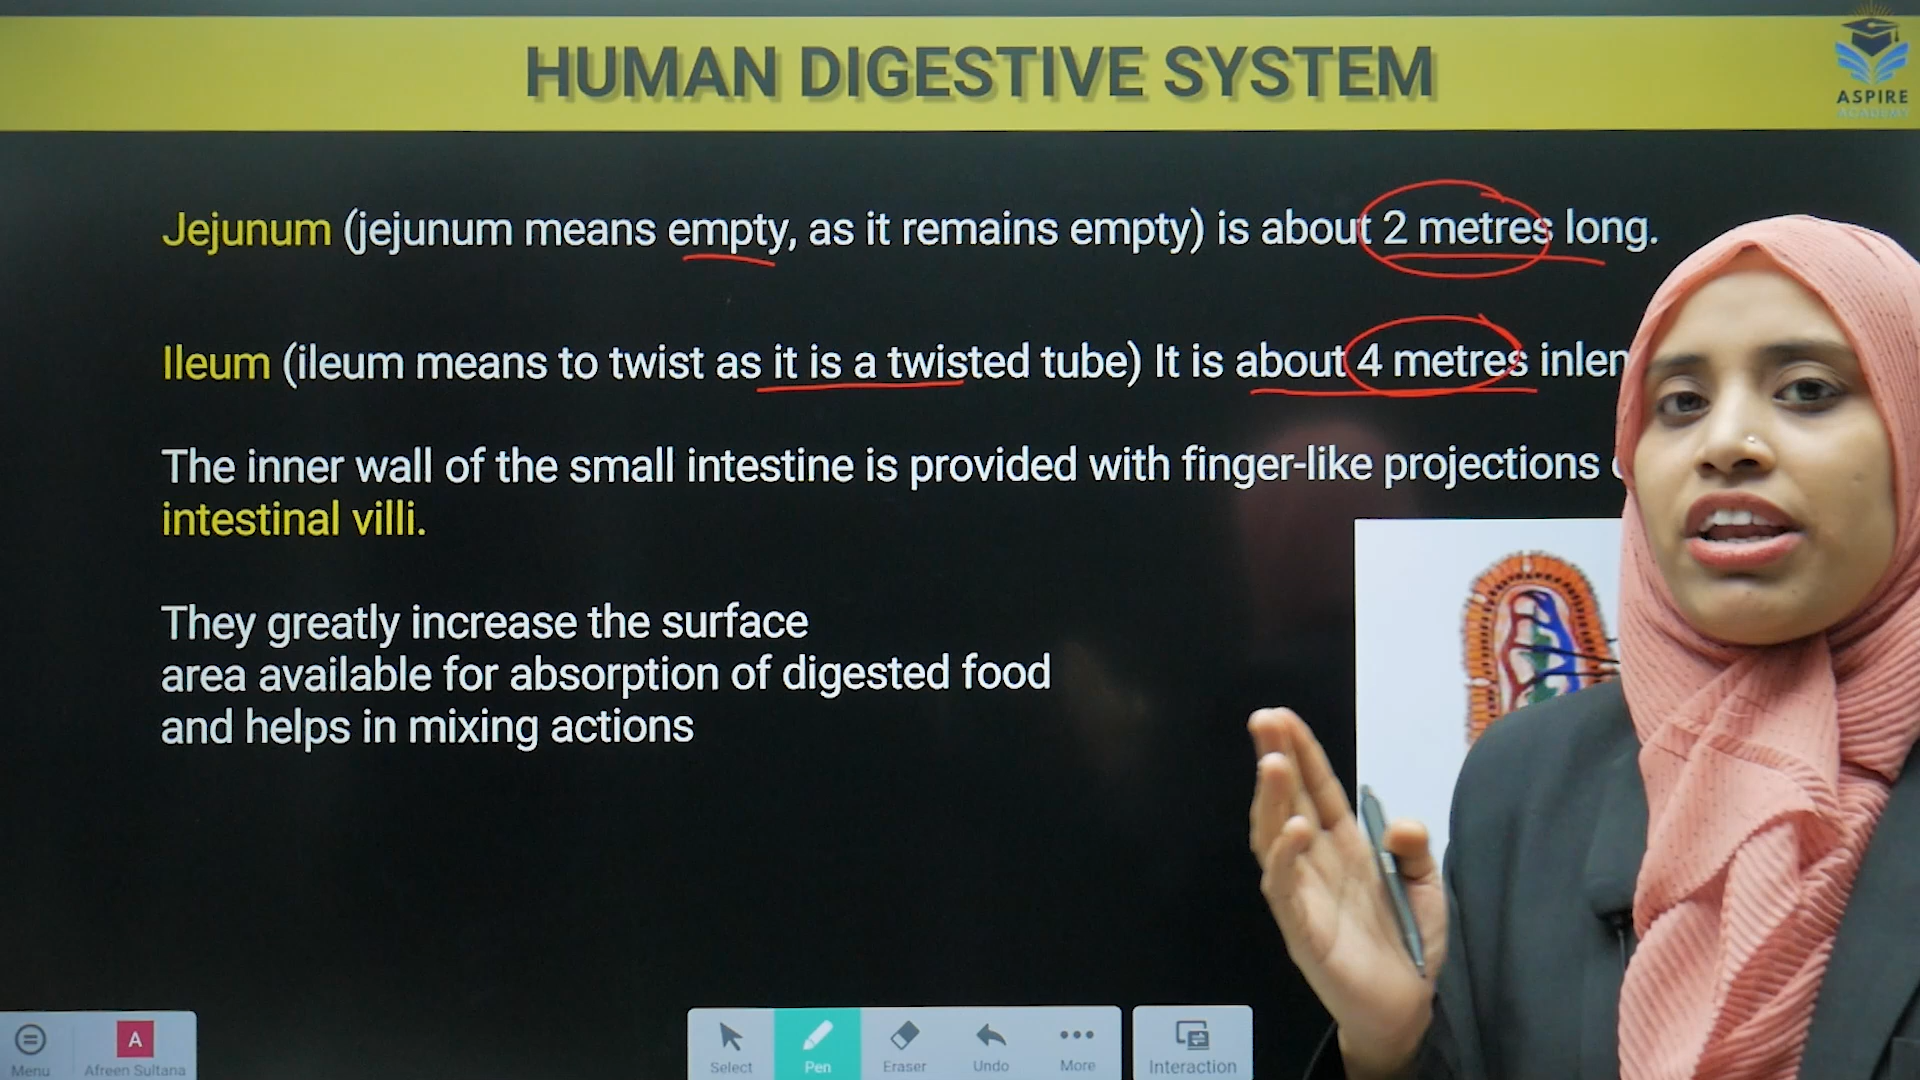 HUMAN DIGESTIVE SYSTEM
ASPIRE
ACADEMY
Jejunum (jejunum means empty, as it remains empty) is about 2 metres long.
Ileum (ileum means to twist as it is a twisted tube) It is about 4 metres inlen
The inner wall of the small intestine is provided with finger-like projections
intestinal villi.
They greatly increase the surface
area available for absorption of digested food
and helps in mixing actions
Menu
A
Afreen Sultana
Select
Pen
Eraser
Undo
More
Interaction